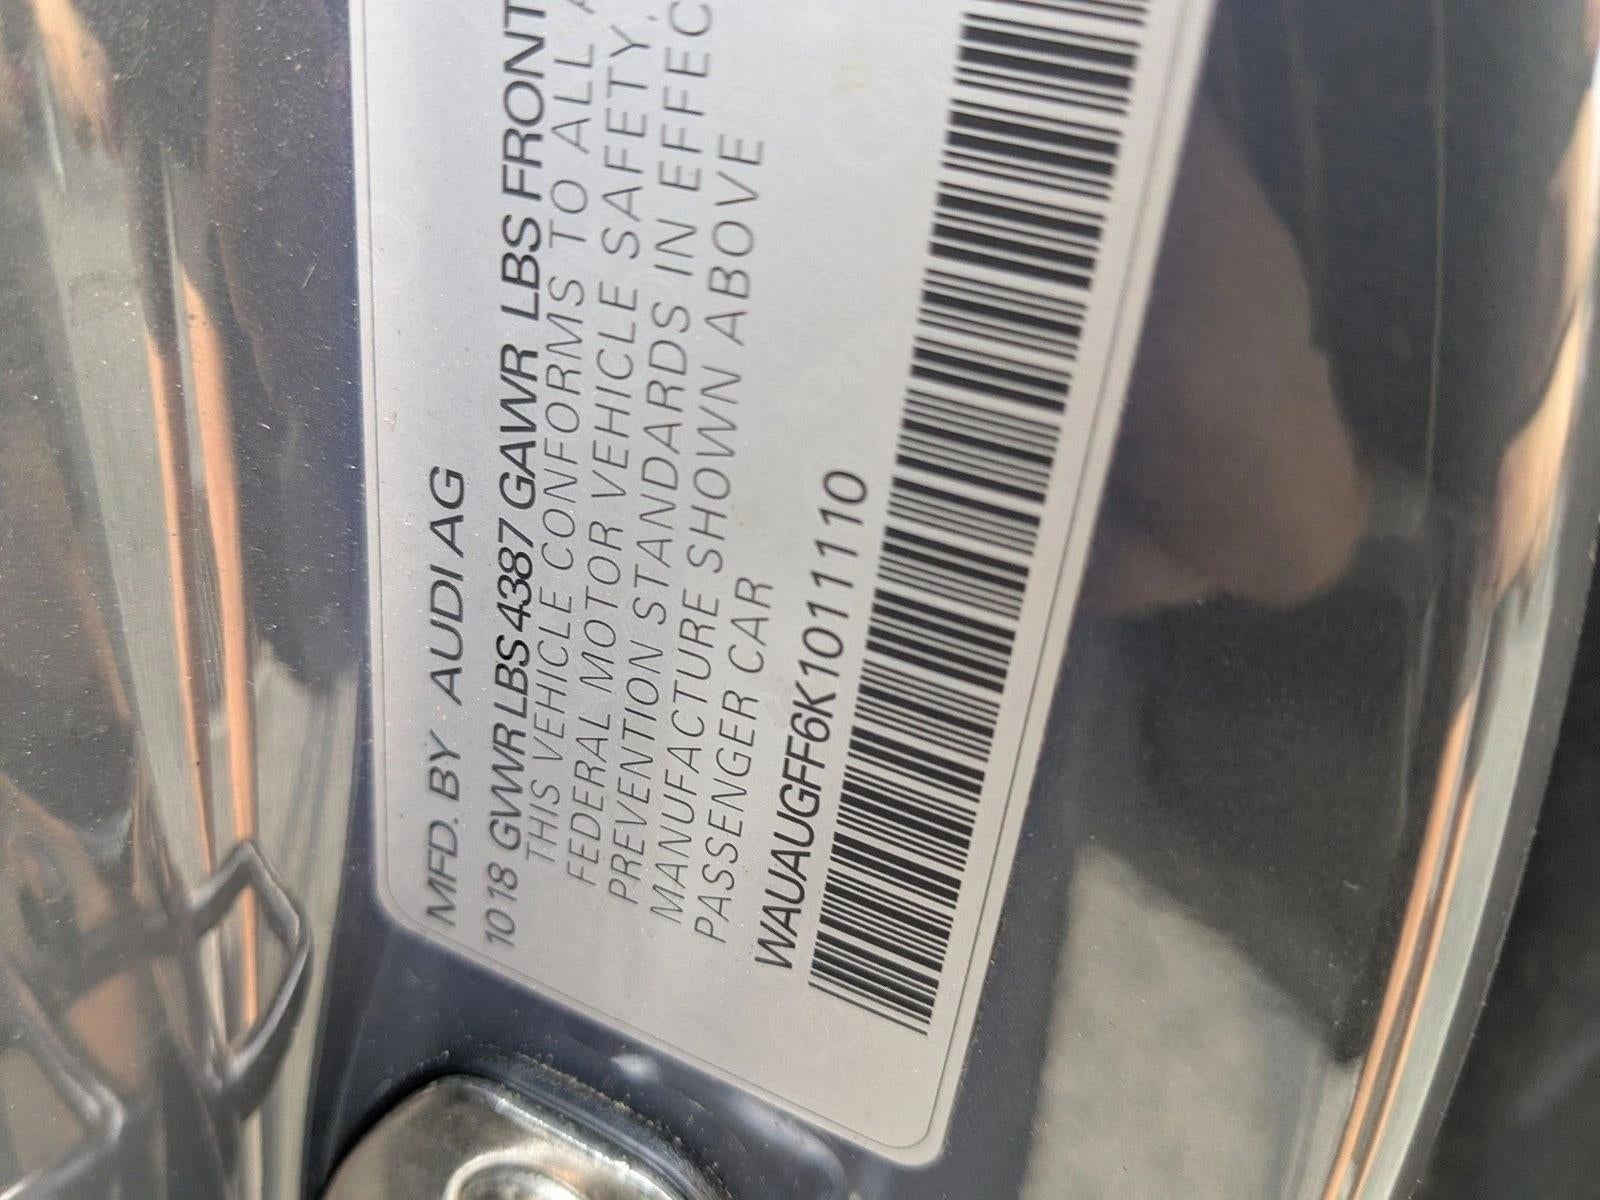 MFD. BY AUDI AG
1018 GVWR LBS 4387 GAWR LBS FRONT
THIS VEHICLE CONFORMS TO ALL
FEDERAL MOTOR VEHICLE SAFETY,
PREVENTION STANDARDS IN EFFEC
MANUFACTURE SHOWN ABOVE
PASSENGER CAR
WAUAUGFF6K1011110